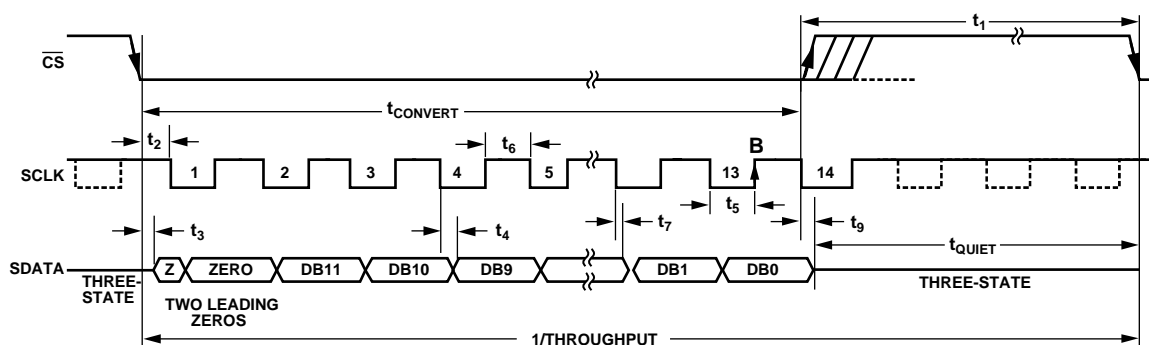 t1
CS
tCONVERT
t2
t6
B
SCLK
1
2
3
4
5
13
14
t3
t4
t7
t5
t9
tQUIET
SDATA
Z
ZERO
DB11
DB10
DB9
DB1
DB0
THREE-
STATE
THREE-STATE
TWO LEADING
ZEROS
1/THROUGHPUT